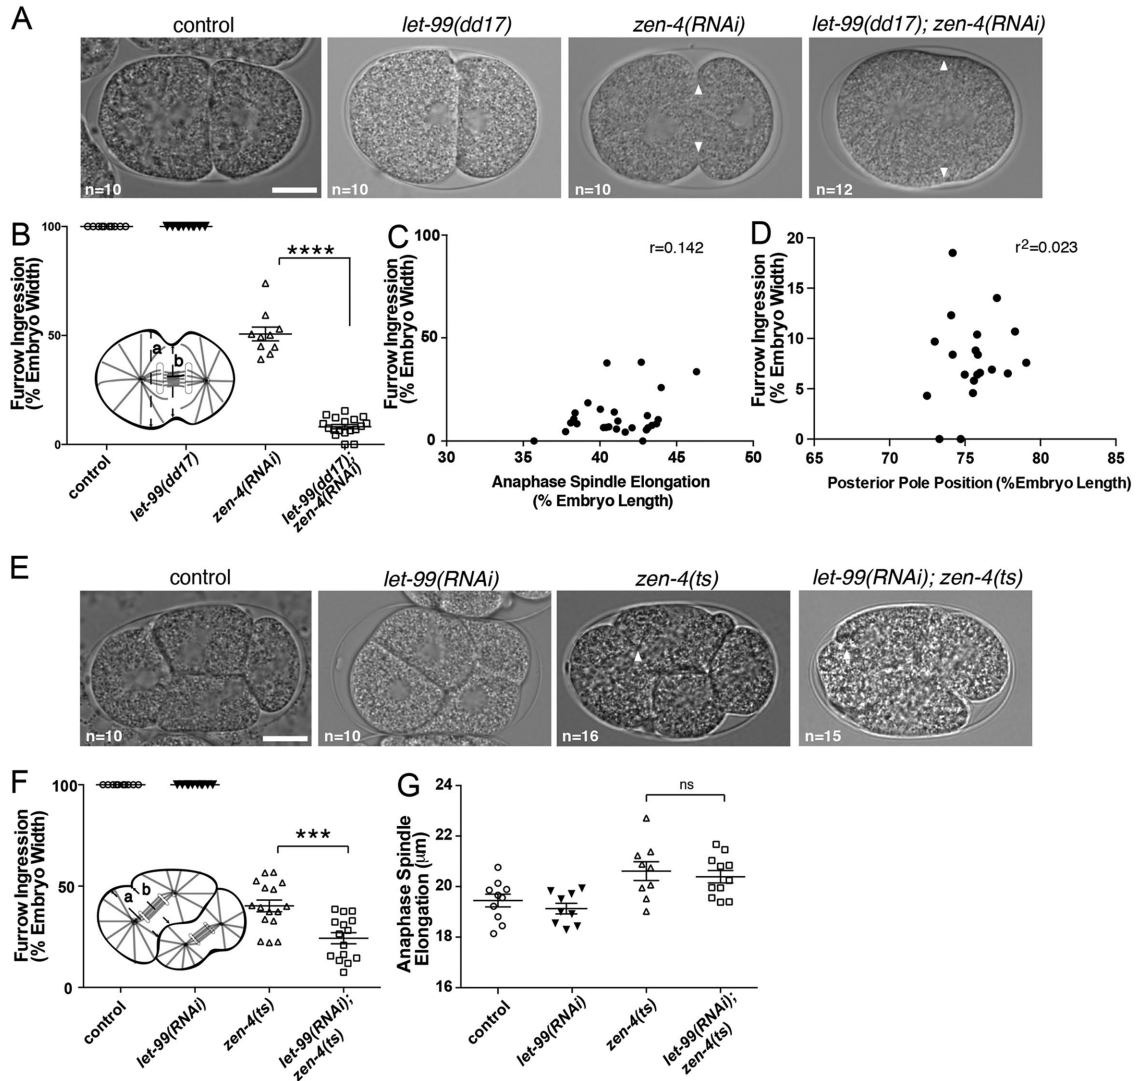 A
control
let-99(dd17)
zen-4(RNAi)
let-99(dd17); zen-4(RNAi)
n=10
n=10
n=10
n=12
B
Furrow Ingression
(% Embryo Width)
100
50
0
****
a
b
control
let-99(dd17)
zen-4(RNAi)
let-99(dd17);
zen-4(RNAi)
C
Furrow Ingression
(% Embryo Width)
100
50
0
r=0.142
30
35
40
45
50
Anaphase Spindle Elongation
(% Embryo Length)
D
Furrow Ingression
(% Embryo Width)
20
15
10
5
0
r²=0.023
65
70
75
80
85
Posterior Pole Position (%Embryo Length)
E
control
let-99(RNAi)
zen-4(ts)
let-99(RNAi); zen-4(ts)
n=10
n=10
n=16
n=15
F
Furrow Ingression
(% Embryo Width)
100
50
0
***
a
b
control
let-99(RNAi)
zen-4(ts)
let-99(RNAi);
zen-4(ts)
G
Anaphase Spindle
Elongation (μm)
24
22
20
18
16
ns
control
let-99(RNAi)
zen-4(ts)
let-99(RNAi);
zen-4(ts)